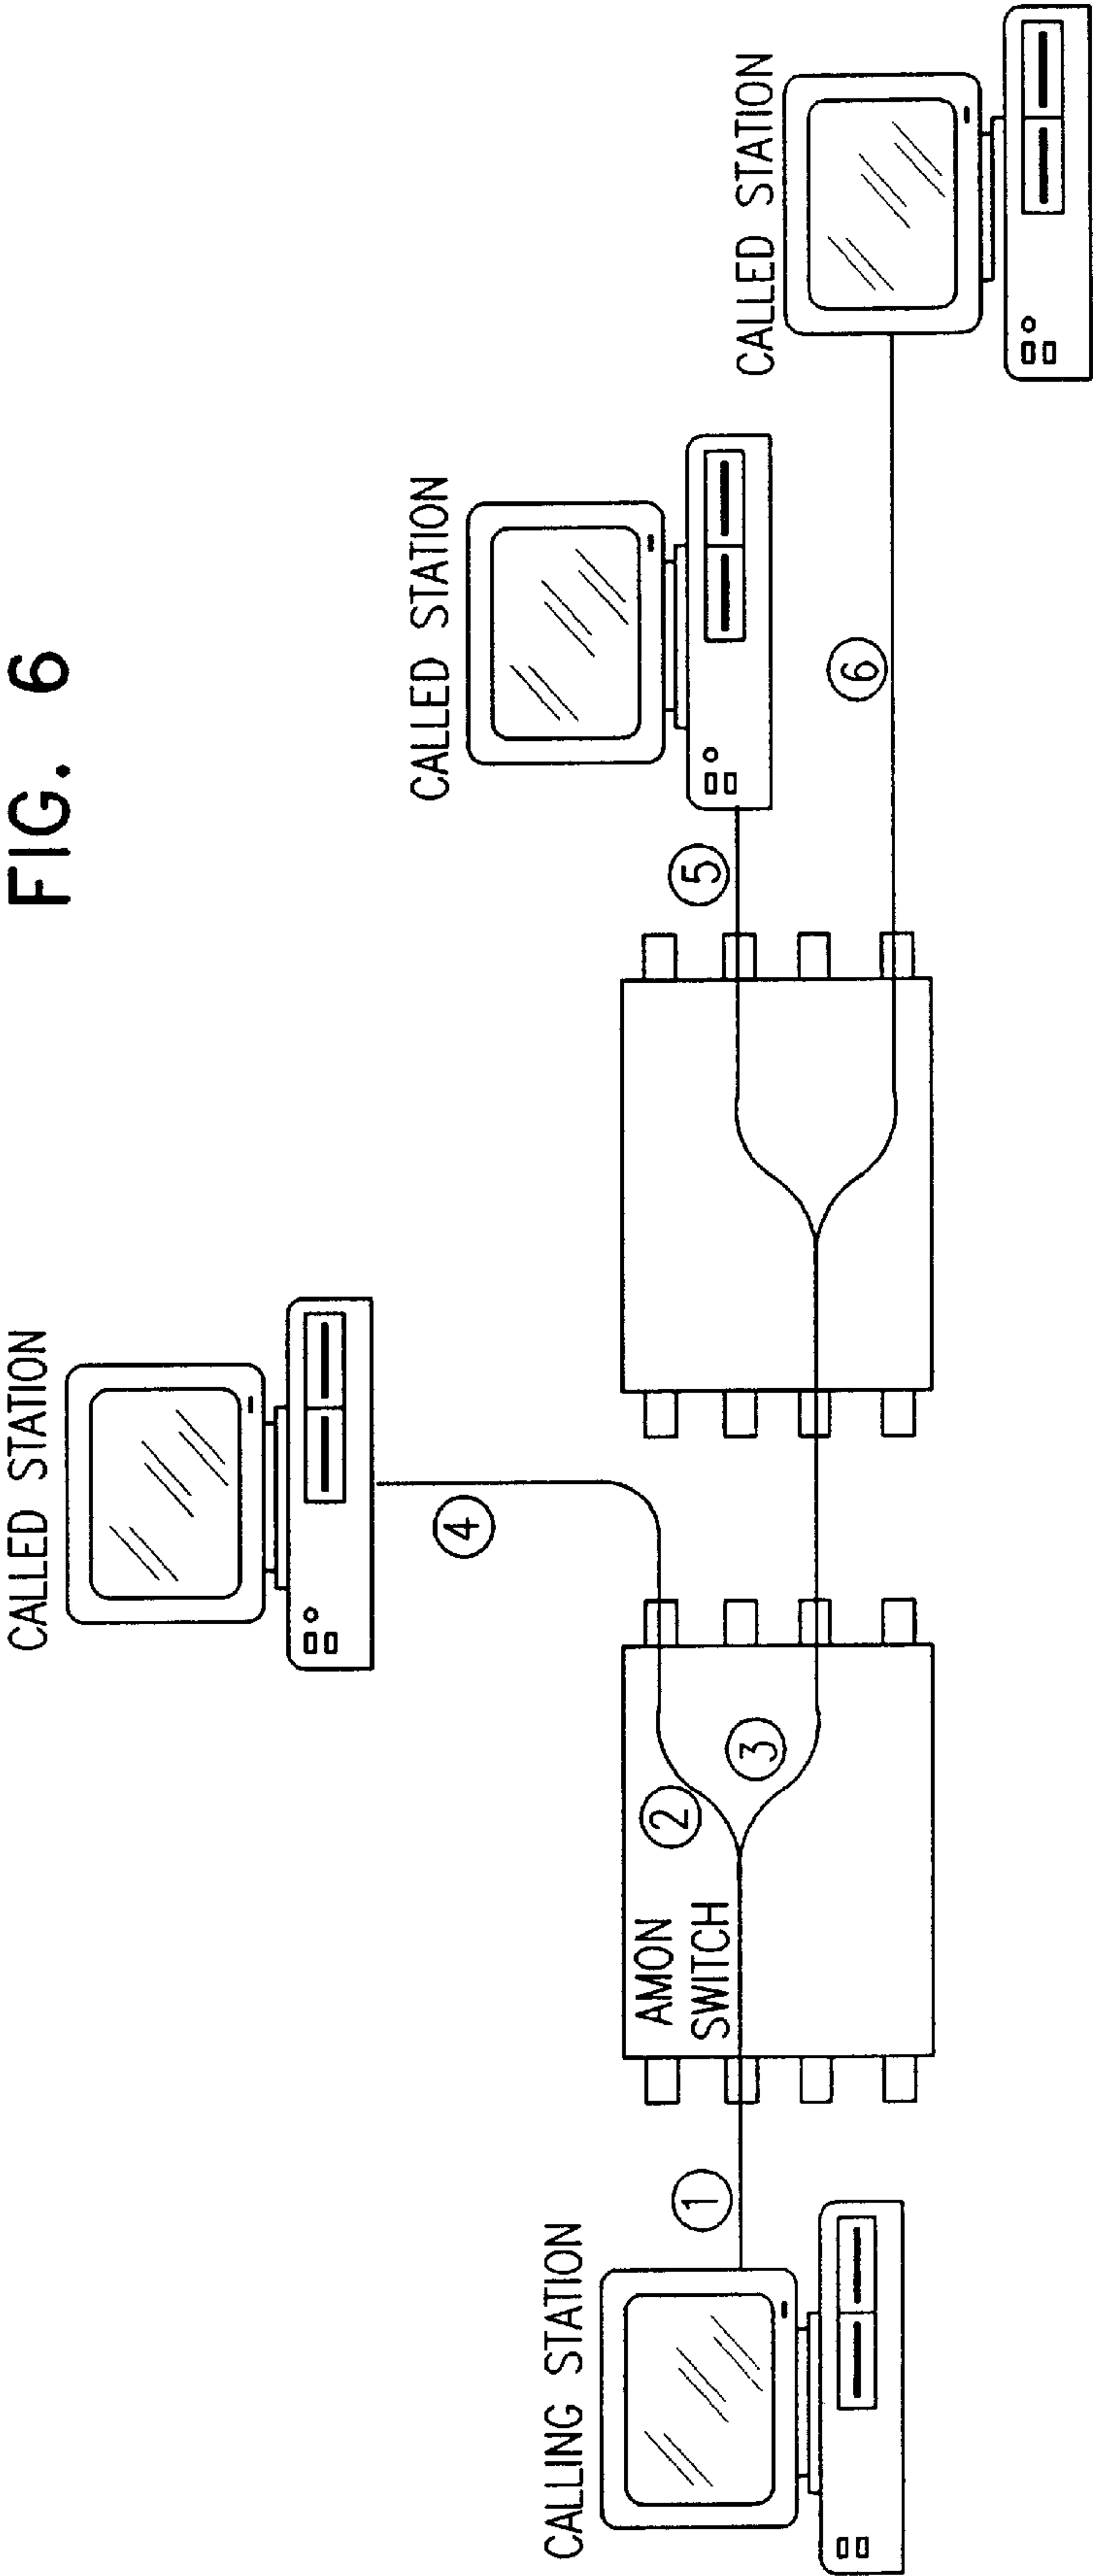 FIG. 6
CALLED STATION
CALLED STATION
CALLED STATION
CALLING STATION
AMON
SWITCH
1
2
3
4
5
6